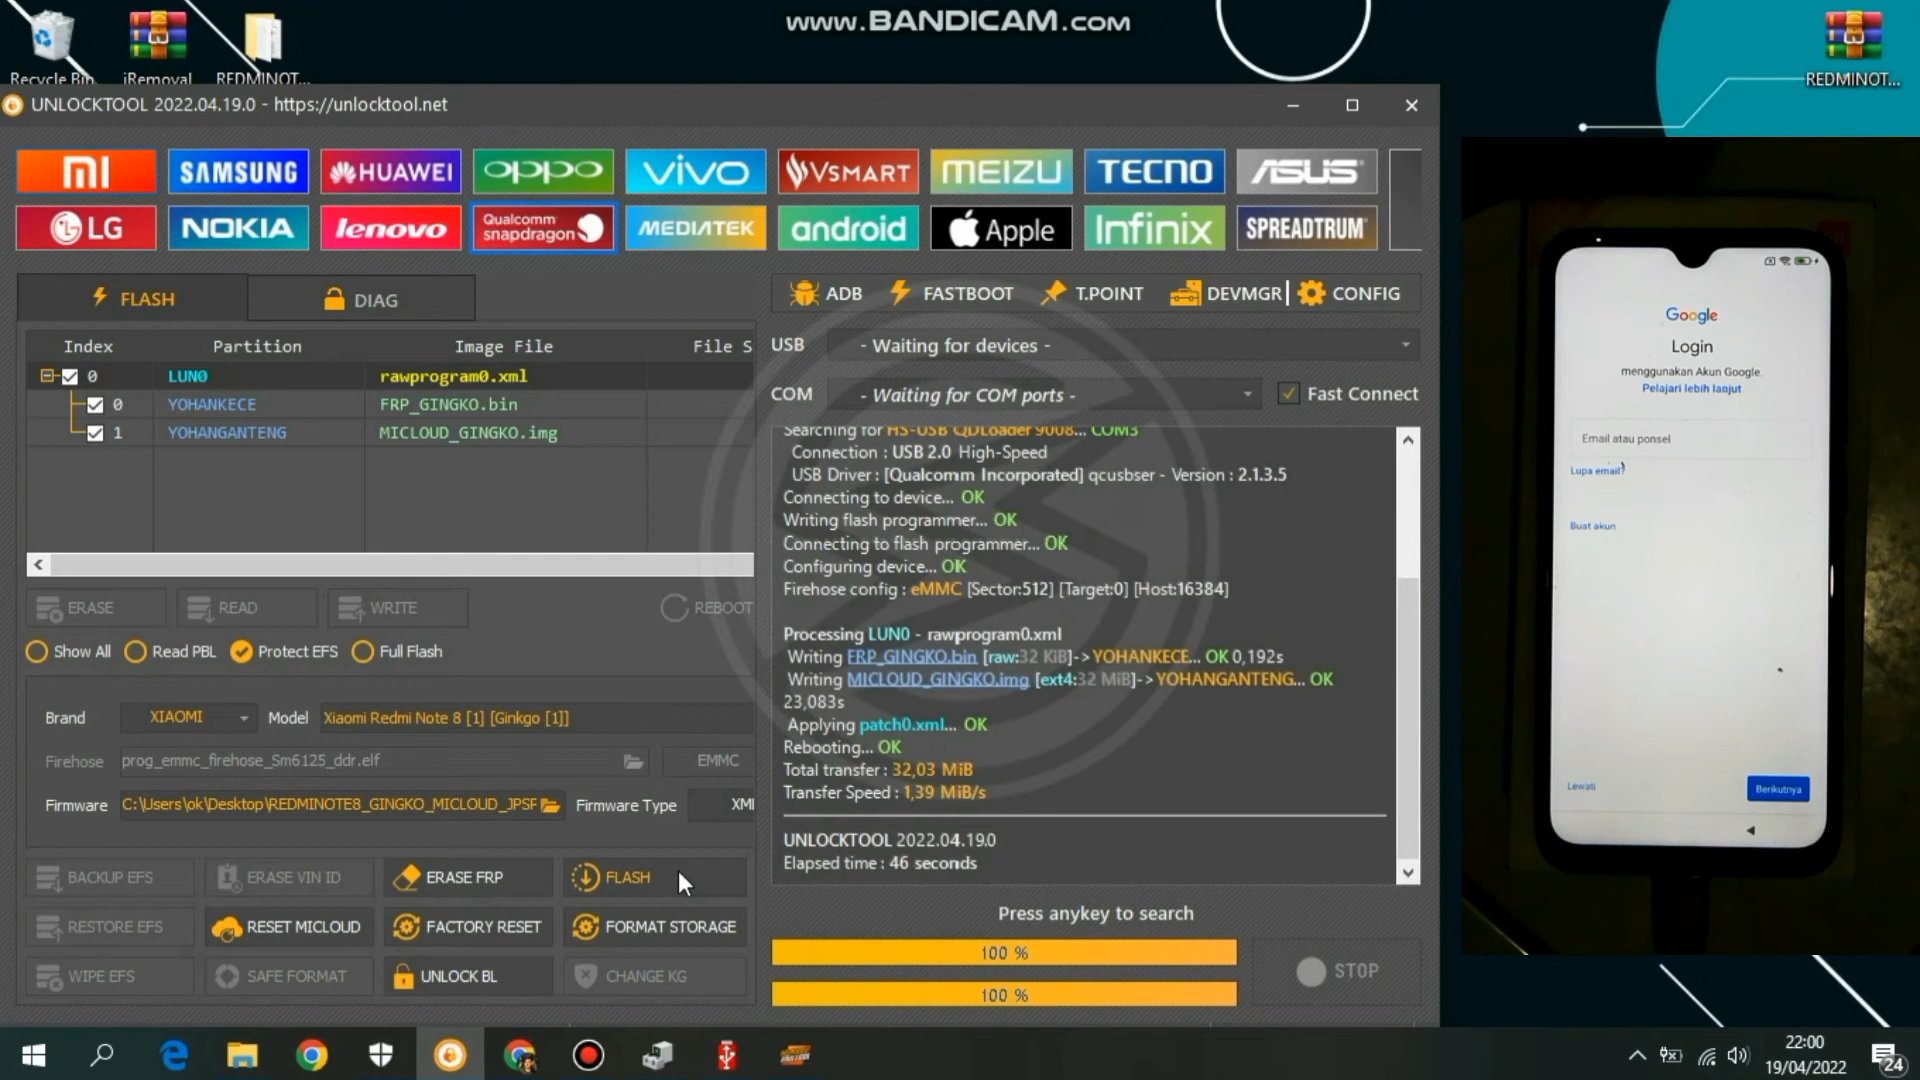 www.BANDICAM.com
Recycle Bin
iRemoval
REDMINOT...
REDMINOT...
UNLOCKTOOL 2022.04.19.0 - https://unlocktool.net
MI
SAMSUNG
HUAWEI
oppo
vivo
VSMART
MEIZU
TECNO
ASUS
LG
NOKIA
lenovo
Qualcomm snapdragon
MEDIATEK
android
Apple
Infinix
SPREADTRUM
FLASH
DIAG
ADB
FASTBOOT
T.POINT
DEVMGR
CONFIG
Index Partition Image File File S
0 LUN0 rawprogram0.xml
0 YOHANKECE FRP_GINGKO.bin
1 YOHANGANTENG MICLOUD_GINGKO.img
USB - Waiting for devices -
COM - Waiting for COM ports - Fast Connect
Searching for HS-USB QDLoader 9008... COM3
Connection : USB 2.0 High-Speed
USB Driver : [Qualcomm Incorporated] qcusbser - Version : 2.1.3.5
Connecting to device... OK
Writing flash programmer... OK
Connecting to flash programmer... OK
Configuring device... OK
Firehose config : eMMC [Sector:512] [Target:0] [Host:16384]
Processing LUN0 - rawprogram0.xml
Writing FRP_GINGKO.bin [raw:32 KiB]-> YOHANKECE... OK 0,192s
Writing MICLOUD_GINGKO.img [ext4:32 MiB]-> YOHANGANTENG... OK
23,083s
Applying patch0.xml... OK
Rebooting... OK
Total transfer : 32,03 MiB
Transfer Speed : 1,39 MiB/s
UNLOCKTOOL 2022.04.19.0
Elapsed time : 46 seconds
ERASE
READ
WRITE
REBOOT
Show All
Read PBL
Protect EFS
Full Flash
Brand XIAOMI Model Xiaomi Redmi Note 8 [1] [Ginkgo [1]]
Firehose prog_emmc_firehose_Sm6125_ddr.elf EMMC
Firmware C:\Users\ok\Desktop\REDMINOTE8_GINGKO_MICLOUD_JPSF Firmware Type XML
BACKUP EFS
ERASE VIN ID
ERASE FRP
FLASH
RESTORE EFS
RESET MICLOUD
FACTORY RESET
FORMAT STORAGE
WIPE EFS
SAFE FORMAT
UNLOCK BL
CHANGE KG
Press anykey to search
100 %
100 %
STOP
Google
Login
menggunakan Akun Google.
Pelajari lebih lanjut
Email atau ponsel
Lupa email?
Buat akun
Lewati
Berikutnya
22:00
19/04/2022
24